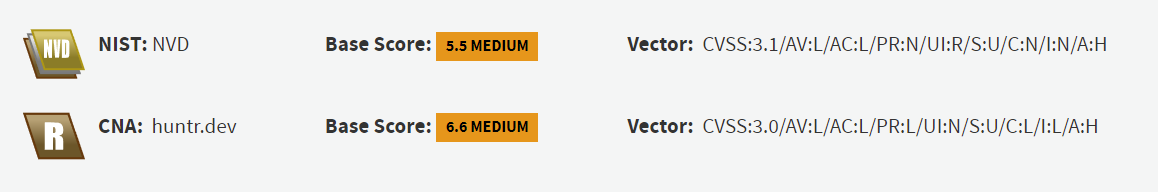 NVD NIST: NVD Base Score: 5.5 MEDIUM Vector: CVSS:3.1/AV:L/AC:L/PR:N/UI:R/S:U/C:N/I:N/A:H
R CNA: huntr.dev Base Score: 6.6 MEDIUM Vector: CVSS:3.0/AV:L/AC:L/PR:L/UI:N/S:U/C:L/I:L/A:H